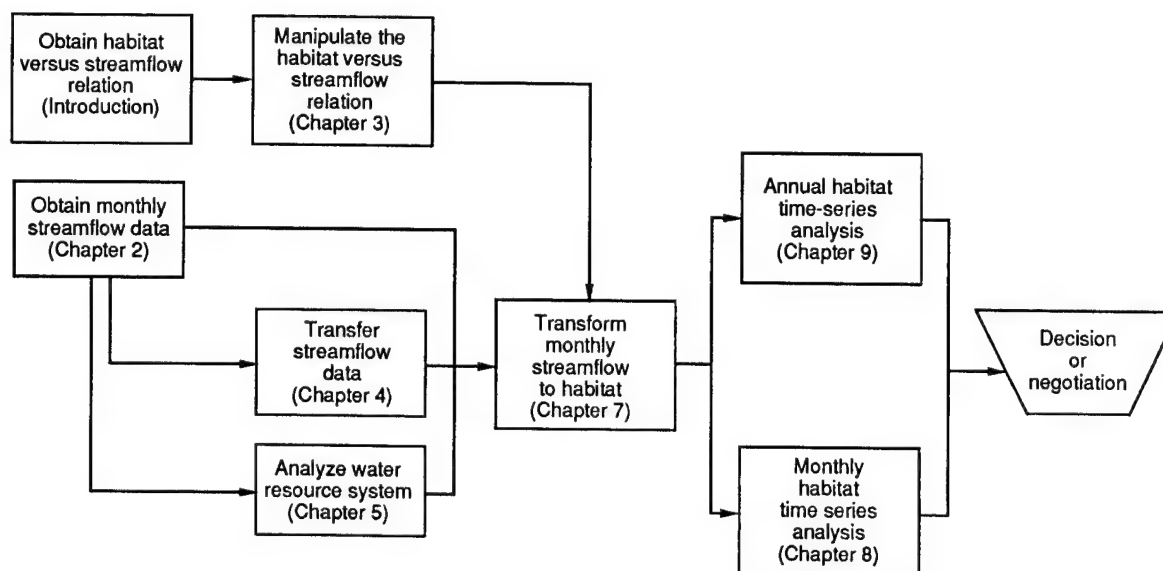 Obtain habitat
versus streamflow
relation
(Introduction)
Manipulate the
habitat versus
streamflow
relation
(Chapter 3)
Obtain monthly
streamflow data
(Chapter 2)
Transfer
streamflow
data
(Chapter 4)
Analyze water
resource system
(Chapter 5)
Transform
monthly
streamflow
to habitat
(Chapter 7)
Annual habitat
time-series
analysis
(Chapter 9)
Monthly
habitat
time series
analysis
(Chapter 8)
Decision
or
negotiation